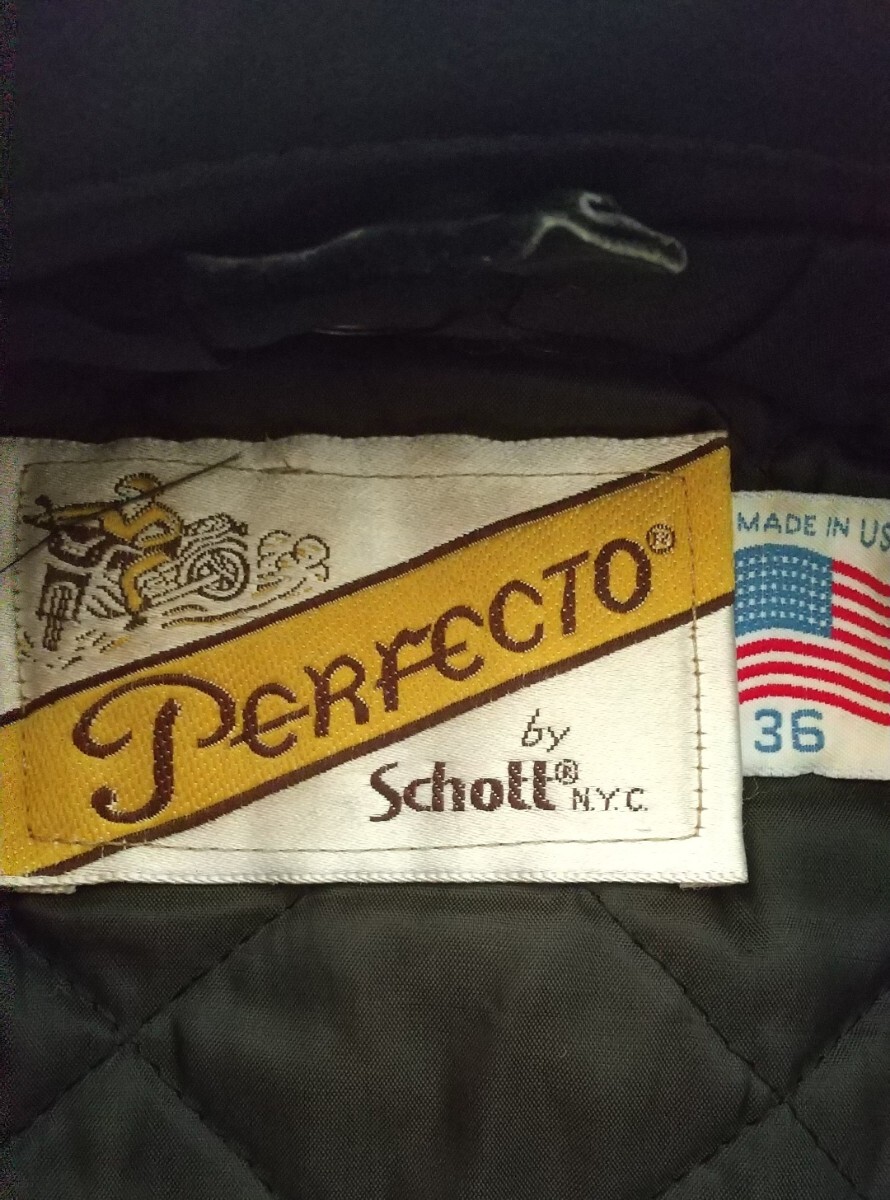 PERFECTO®
by
Schott® N.Y.C.
MADE IN US
36